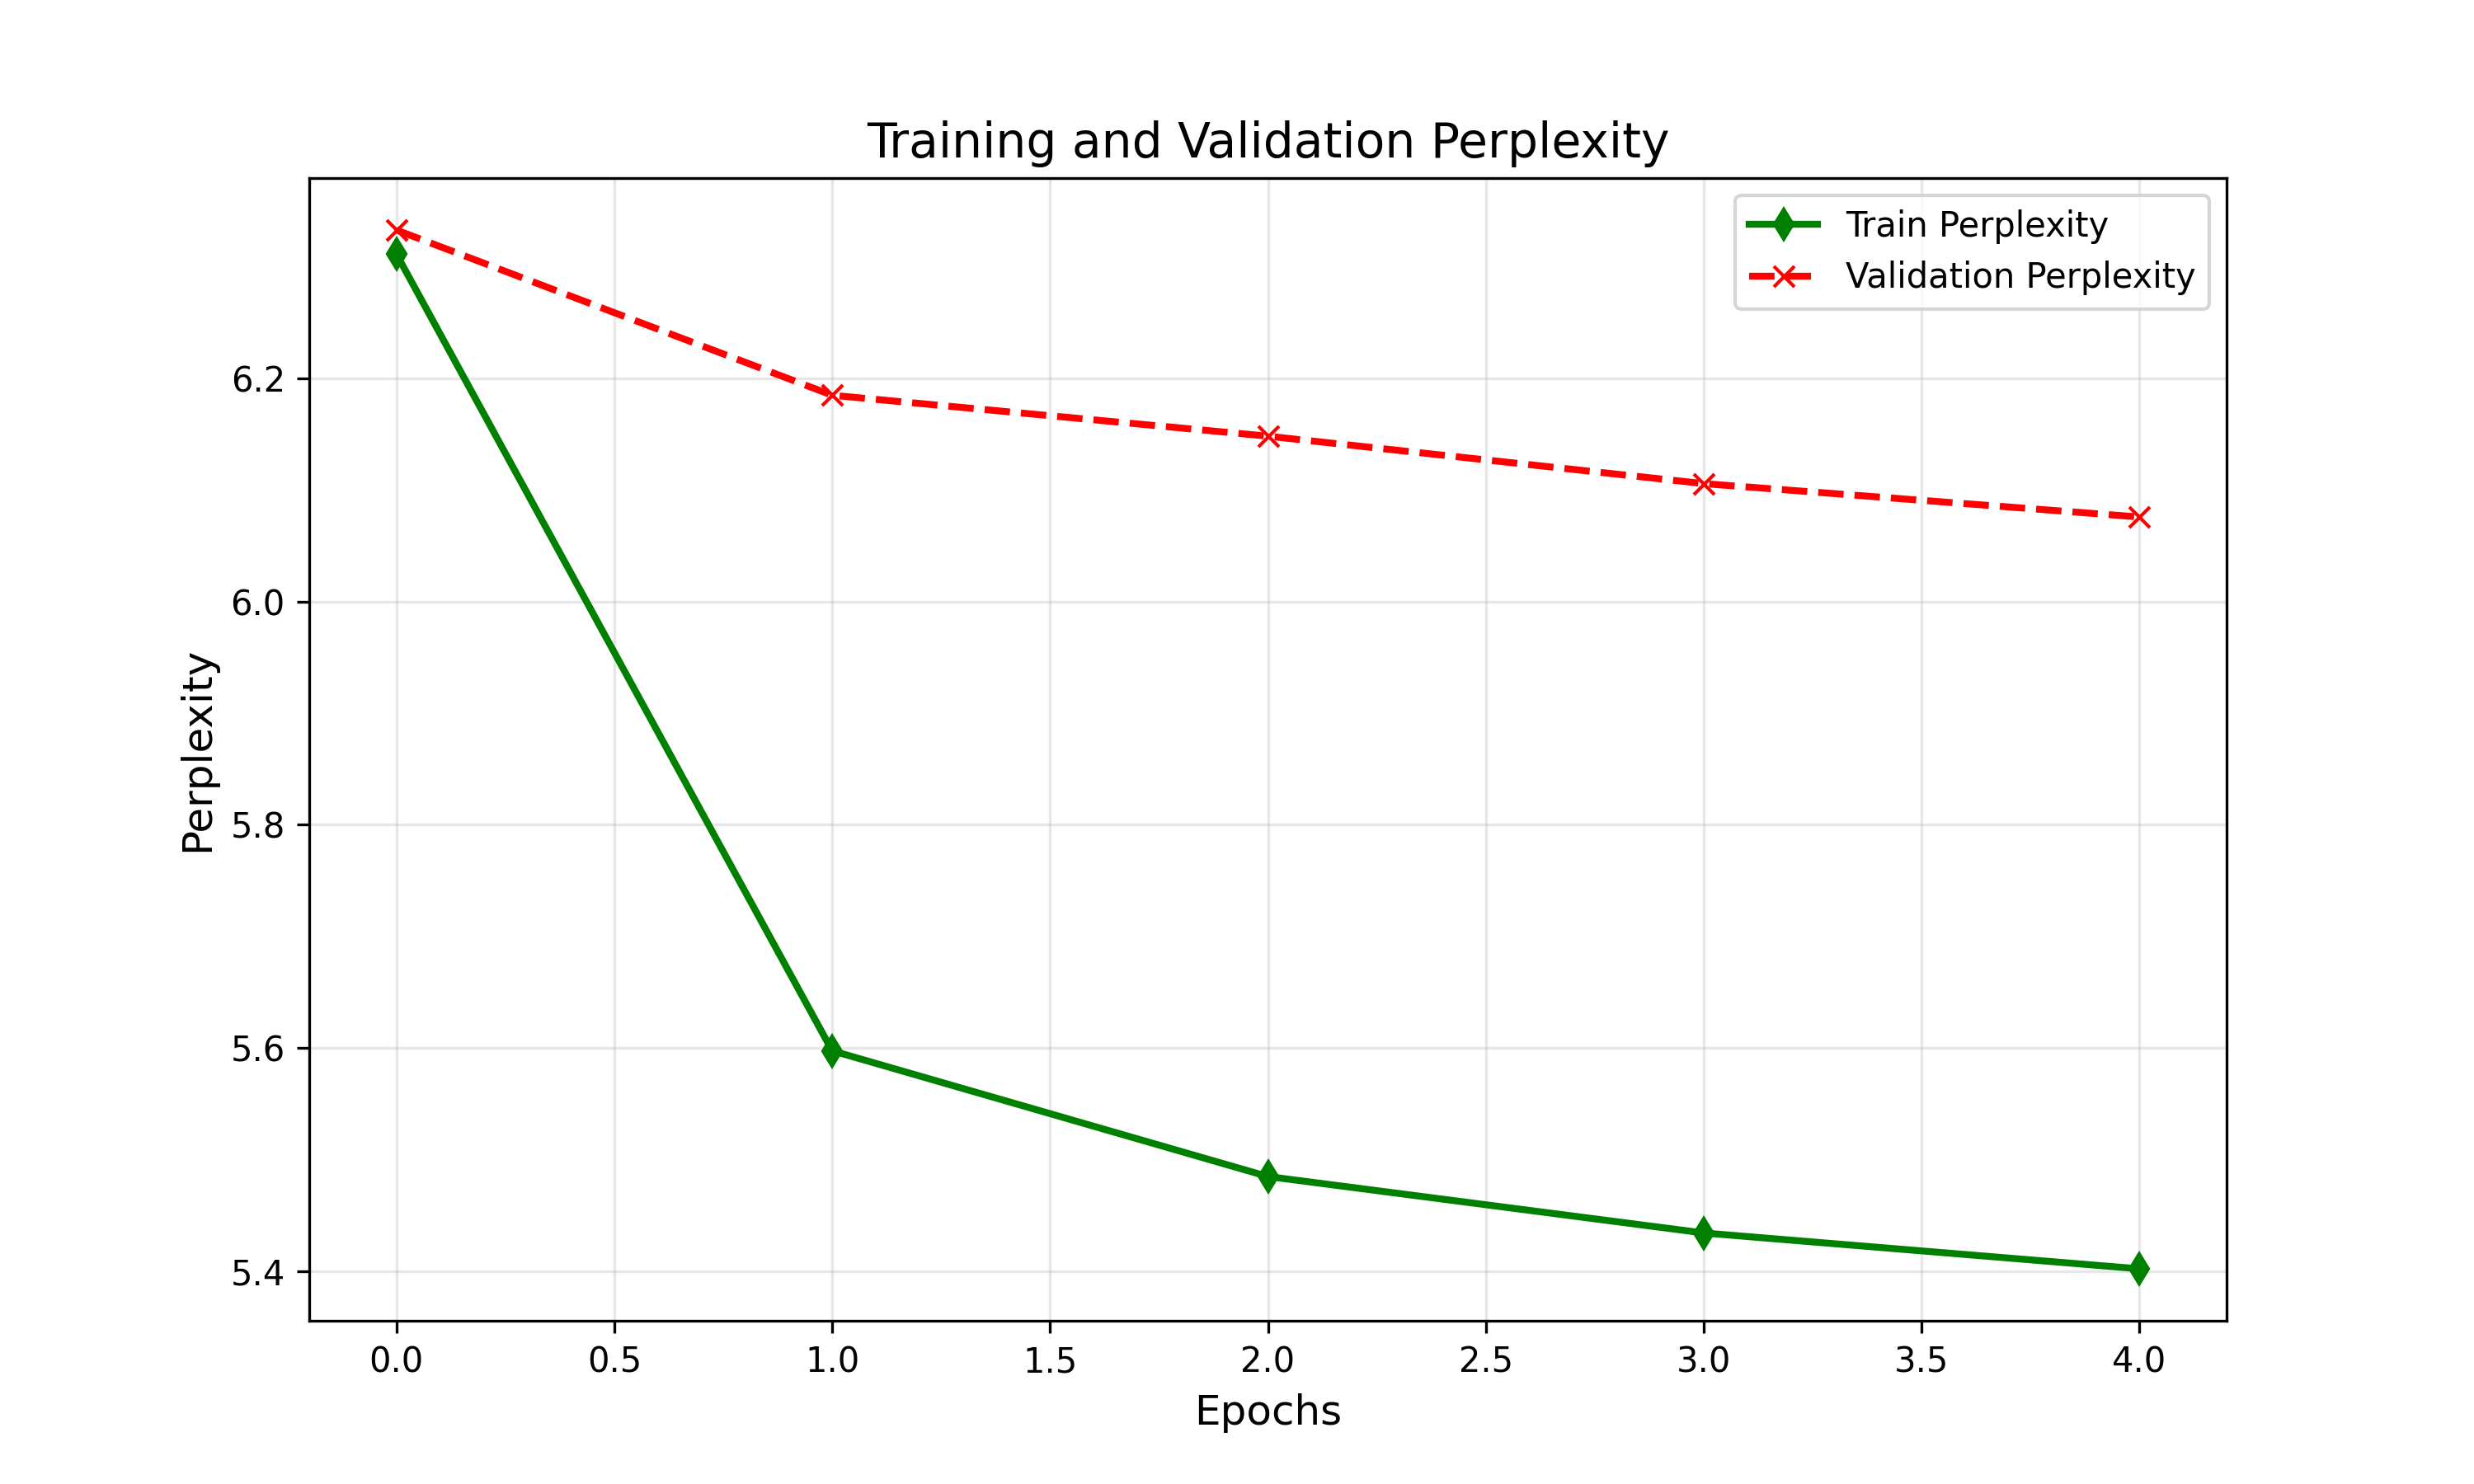 Training and Validation Perplexity
Train Perplexity
Validation Perplexity
Perplexity
6.2
6.0
5.8
5.6
5.4
0.0 0.5 1.0 1.5 2.0 2.5 3.0 3.5 4.0
Epochs